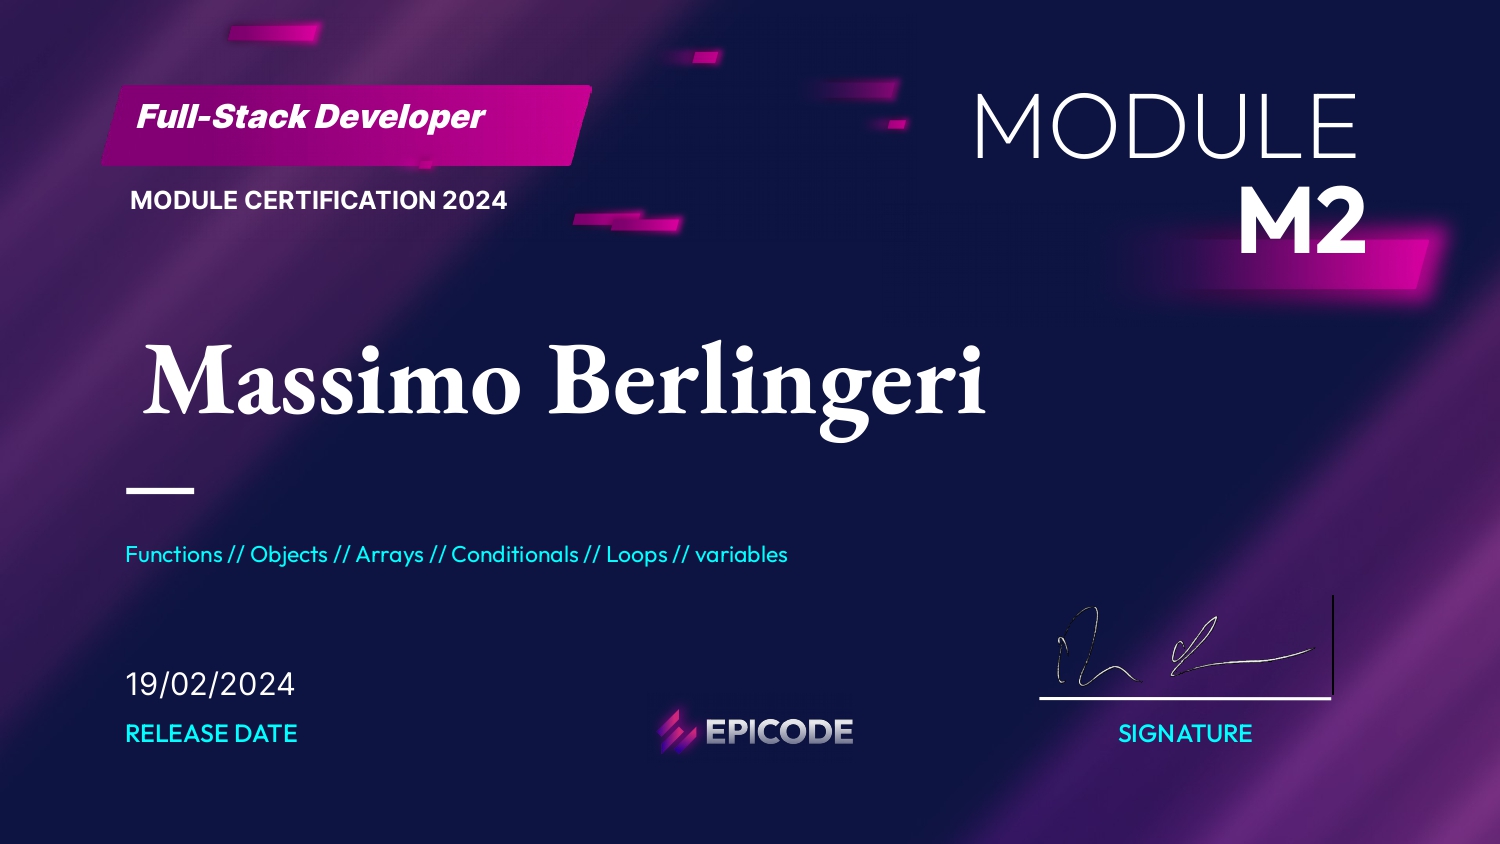 Full-Stack Developer
MODULE CERTIFICATION 2024
MODULE
M2
Massimo Berlingeri
Functions // Objects // Arrays // Conditionals // Loops // variables
19/02/2024
RELEASE DATE
EPICODE
SIGNATURE